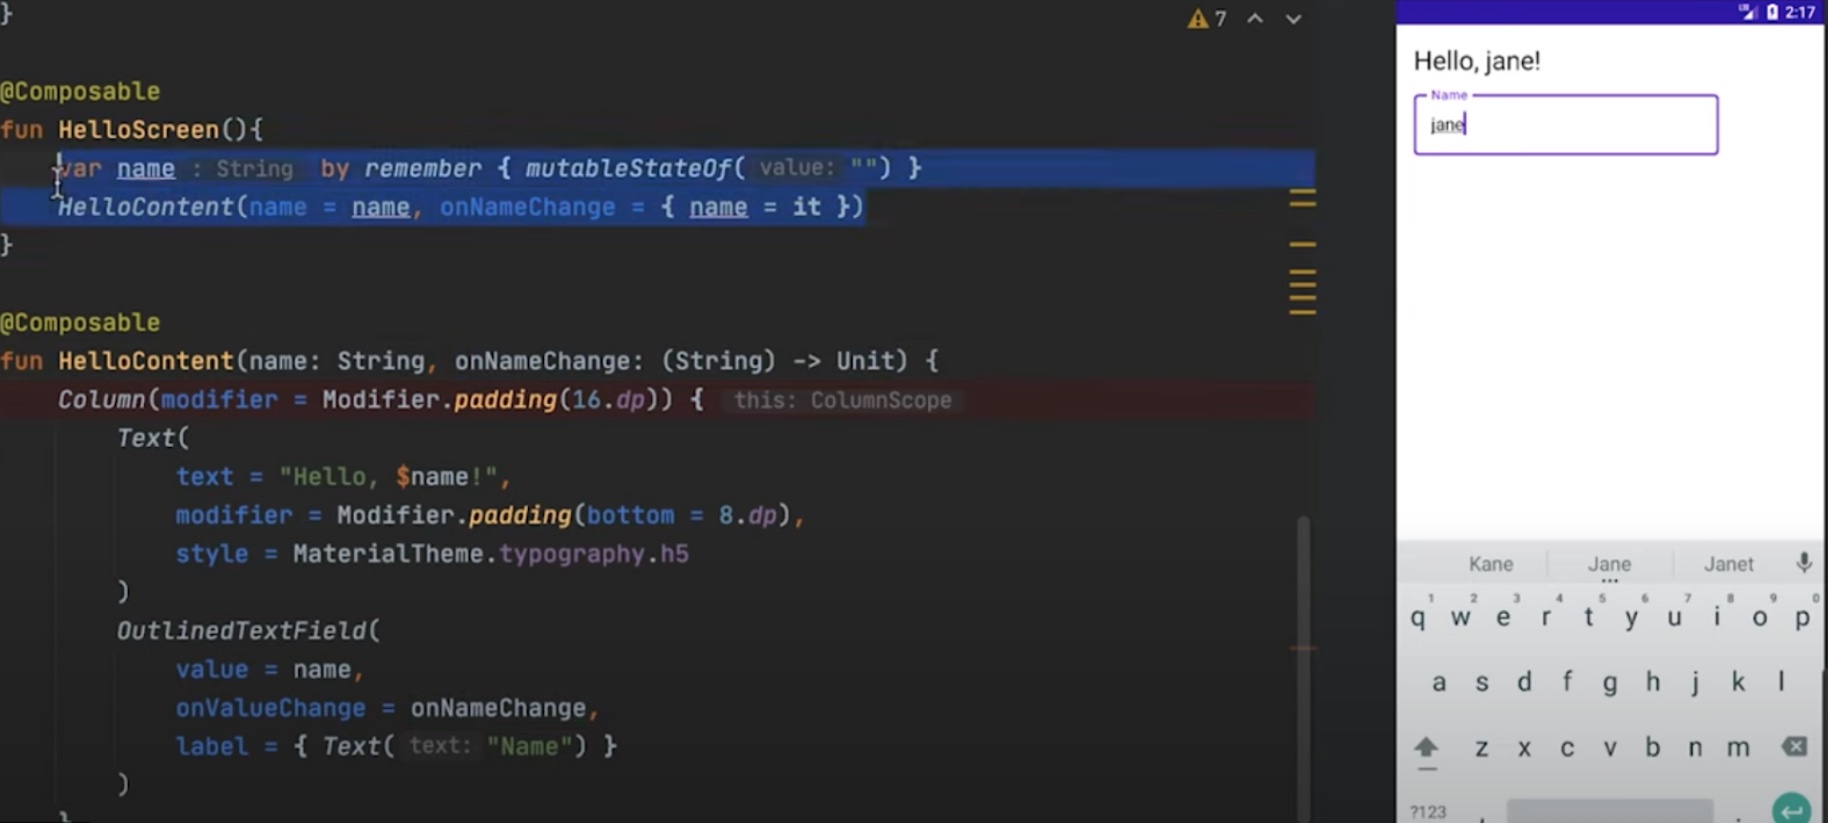 }
7
@Composable
fun HelloScreen(){
var name : String by remember { mutableStateOf( value: "") }
HelloContent(name = name, onNameChange = { name = it })
}
@Composable
fun HelloContent(name: String, onNameChange: (String) -> Unit) {
Column(modifier = Modifier.padding(16.dp)) { this: ColumnScope
Text(
text = "Hello, $name!",
modifier = Modifier.padding(bottom = 8.dp),
style = MaterialTheme.typography.h5
)
OutlinedTextField(
value = name,
onValueChange = onNameChange,
label = { Text( text: "Name") }
)
}
LTE 2:17
Hello, jane!
Name
jane
Kane Jane Janet
...
1 2 3 4 5 6 7 8 9 0
q w e r t y u i o p
a s d f g h j k l
z x c v b n m
?123 , .